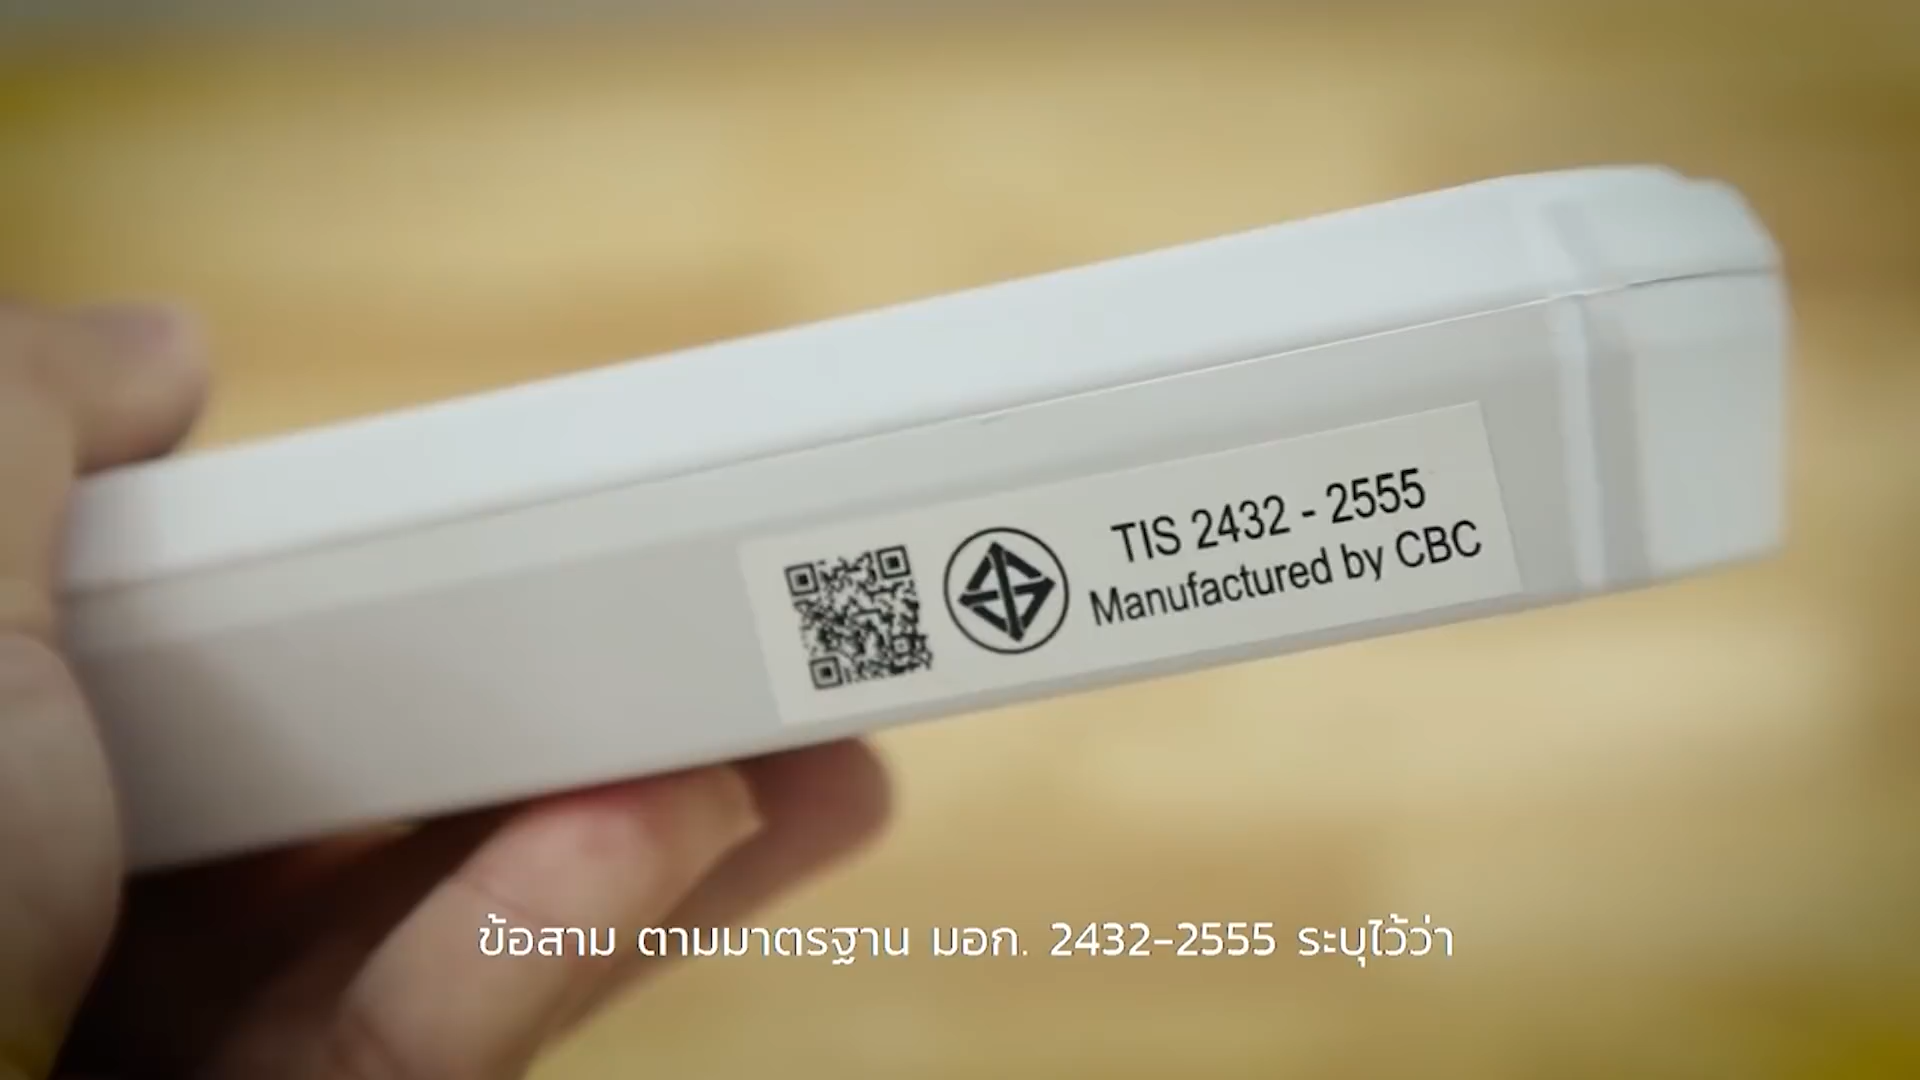 TIS 2432 - 2555
Manufactured by CBC
ข้อสาม ตามมาตรฐาน มอก. 2432-2555 ระบุไว้ว่า